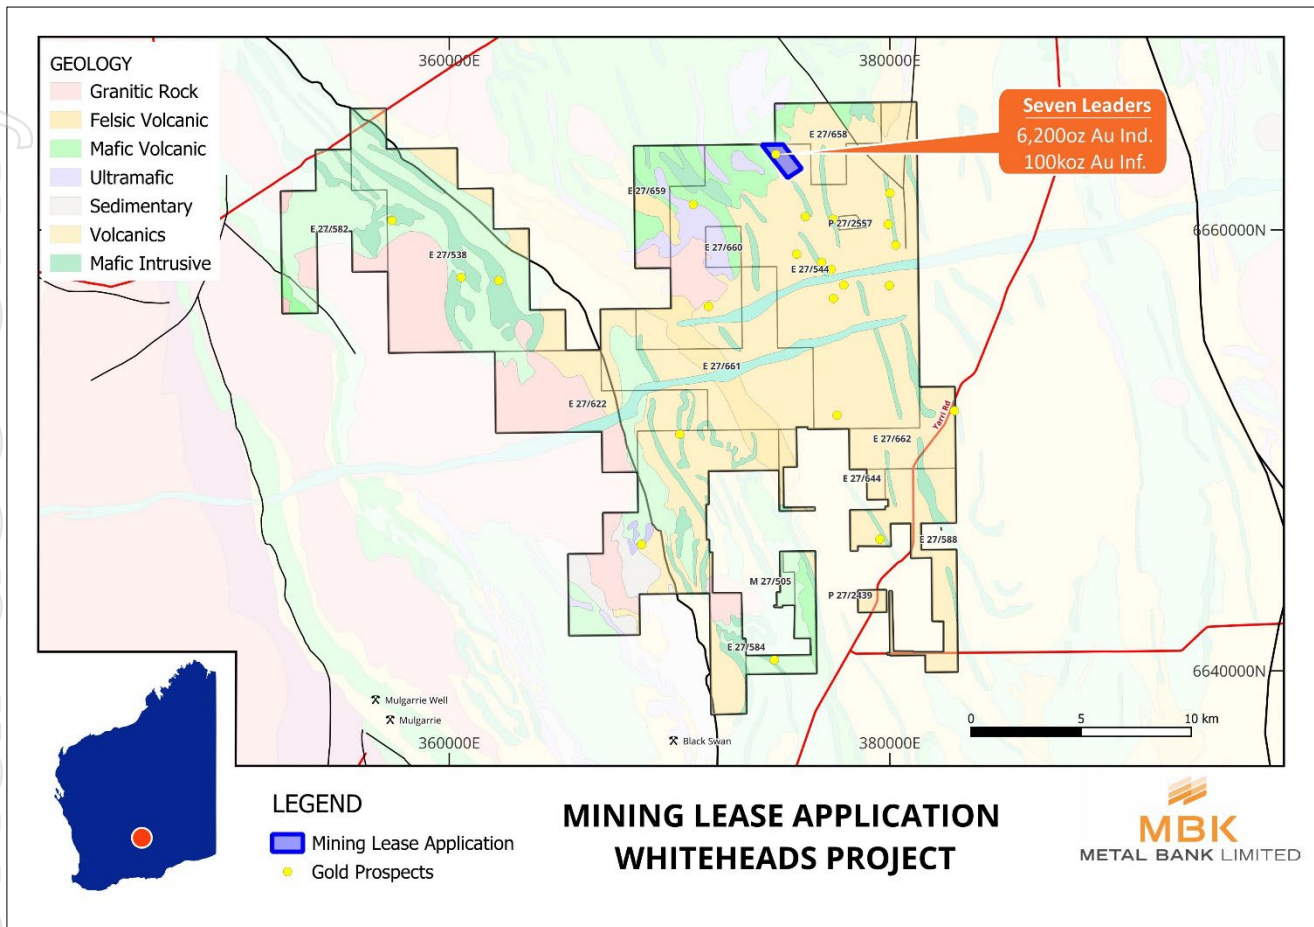 GEOLOGY
Granitic Rock
Felsic Volcanic
Mafic Volcanic
Ultramafic
Sedimentary
Volcanics
Mafic Intrusive
360000E
380000E
Seven Leaders
6,200oz Au Ind.
100koz Au Inf.
E 27/658
E 27/659
P 27/2557
E 27/582
6660000N
E 27/538
E 27/660
E 27/544
E 27/661
E 27/622
Yarri Rd
E 27/662
E 27/644
E 27/588
M 27/505
P 27/2439
E 27/584
6640000N
Mulgarrie Well
Mulgarrie
Black Swan
360000E
380000E
0 5 10 km
LEGEND
Mining Lease Application
Gold Prospects
MINING LEASE APPLICATION
WHITEHEADS PROJECT
MBK
METAL BANK LIMITED